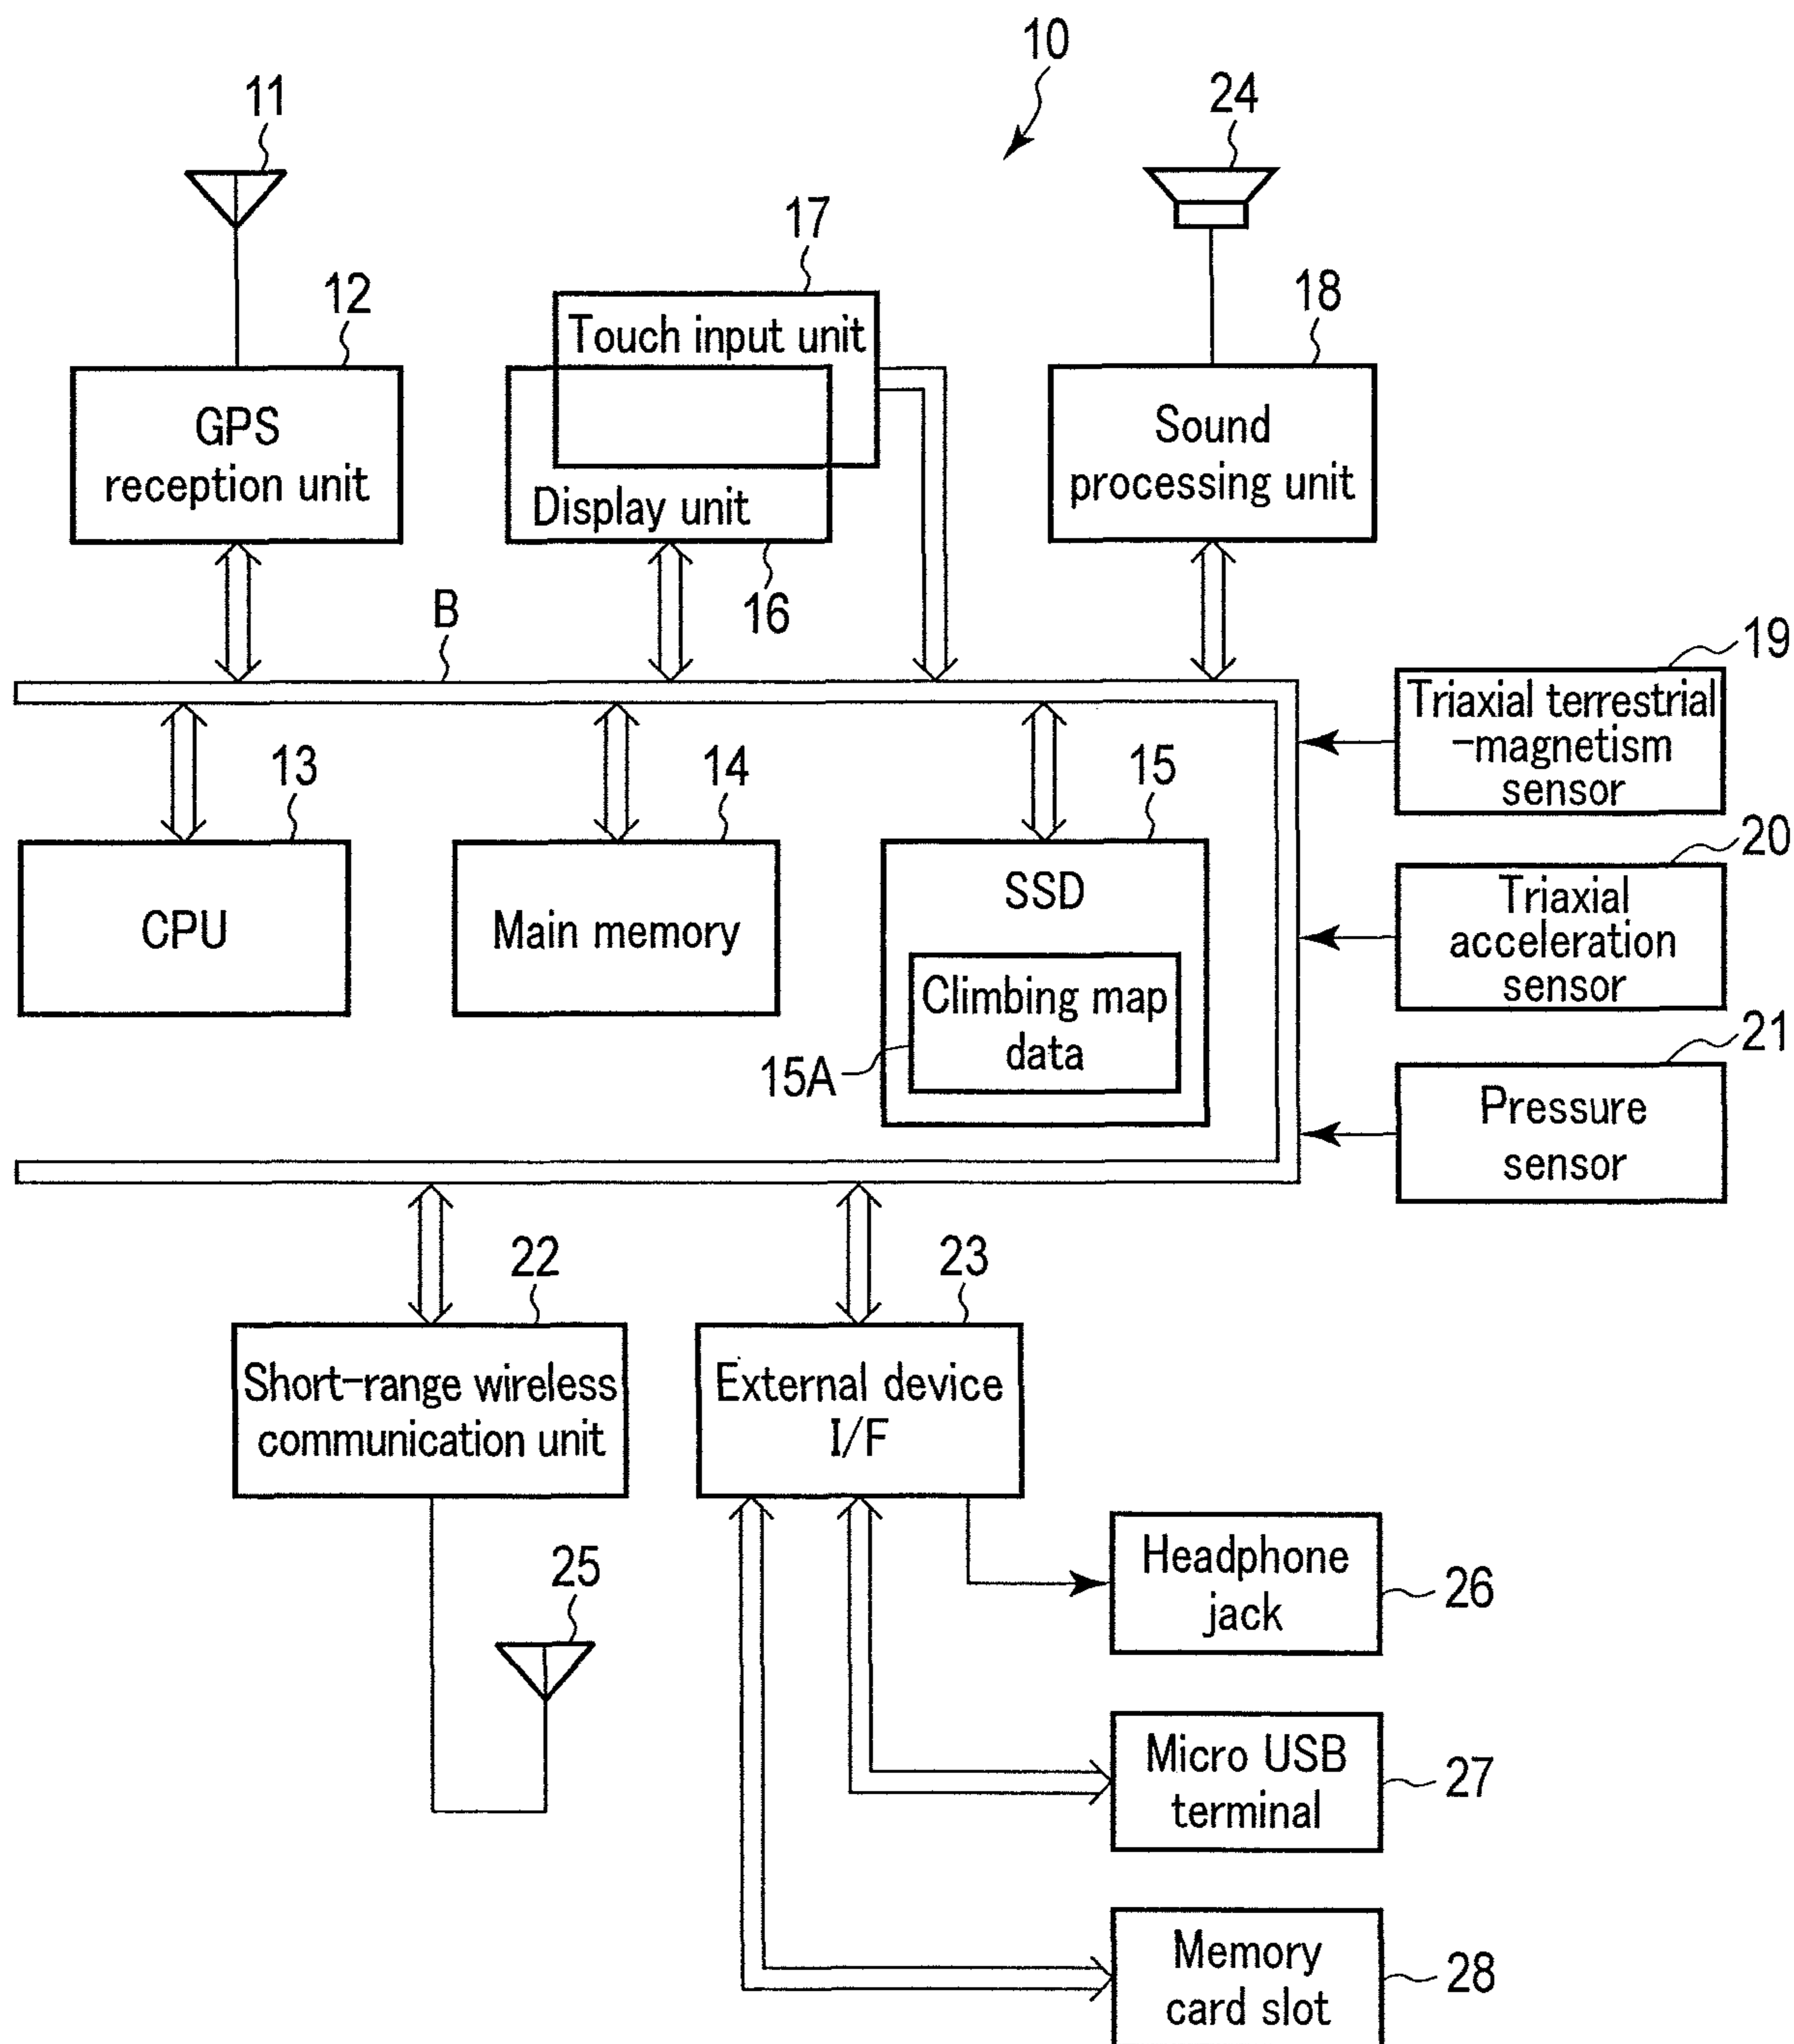 10
11
24
17
12
Touch input unit
18
GPS
reception unit
Sound
processing unit
Display unit
16
B
19
Triaxial terrestrial
-magnetism
sensor
13
14
15
20
CPU
Main memory
SSD
Triaxial
acceleration
sensor
Climbing map
data
15A
21
Pressure
sensor
22
23
Short-range wireless
communication unit
External device
I/F
25
Headphone
jack
26
Micro USB
terminal
27
Memory
card slot
28